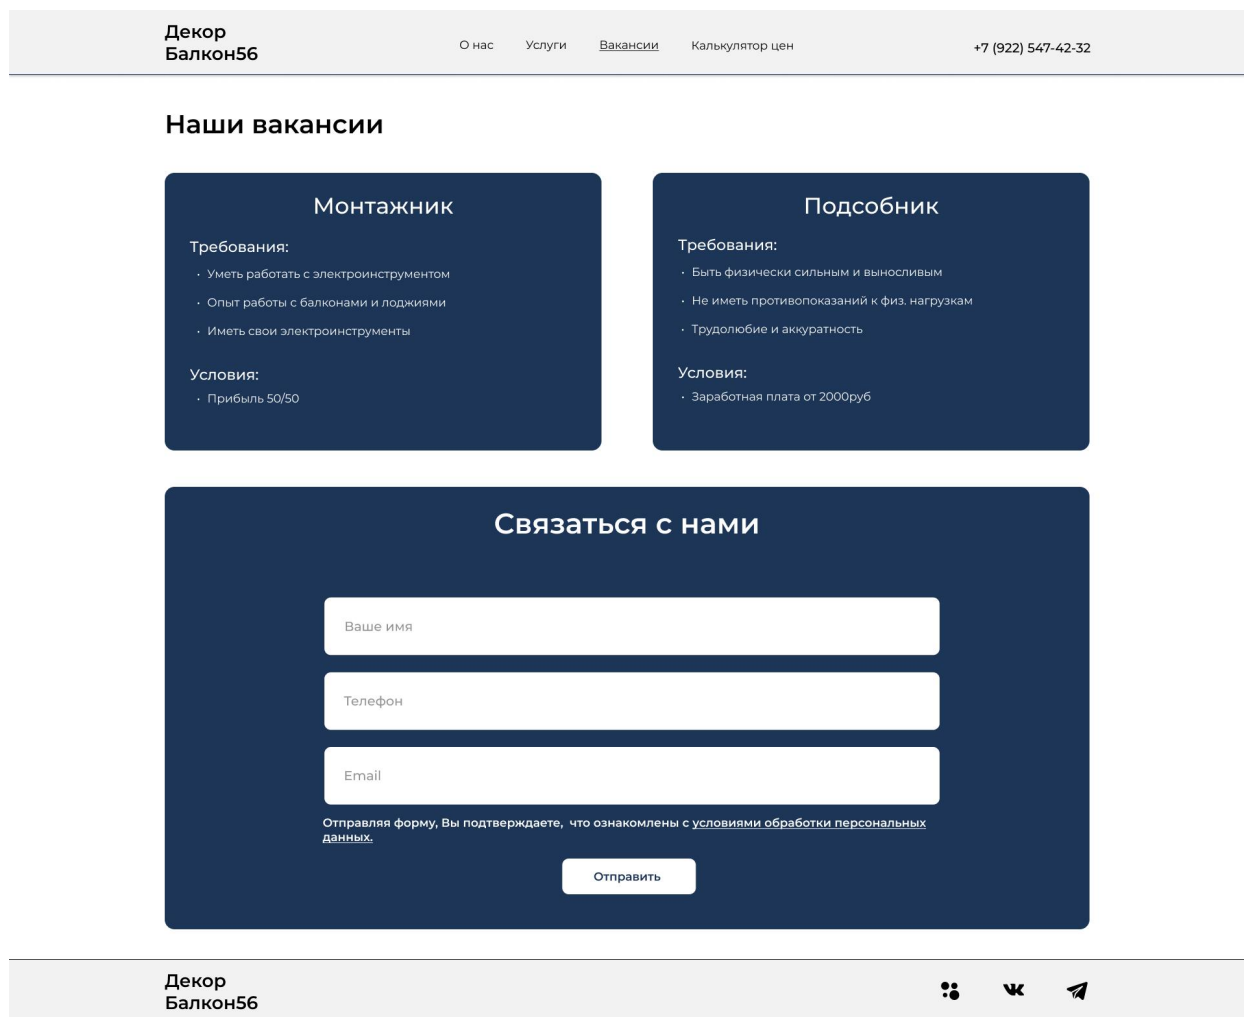 Декор
Балкон56
О нас
Услуги
Вакансии
Калькулятор цен
+7 (922) 547-42-32
Наши вакансии
Монтажник
Требования:
• Уметь работать с электроинструментом
• Опыт работы с балконами и лоджиями
• Иметь свои электроинструменты
Условия:
• Прибыль 50/50
Подсобник
Требования:
• Быть физически сильным и выносливым
• Не иметь противопоказаний к физ. нагрузкам
• Трудолюбие и аккуратность
Условия:
• Заработная плата от 2000руб
Связаться с нами
Ваше имя
Телефон
Email
Отправляя форму, Вы подтверждаете, что ознакомлены с условиями обработки персональных
данных.
Отправить
Декор
Балкон56